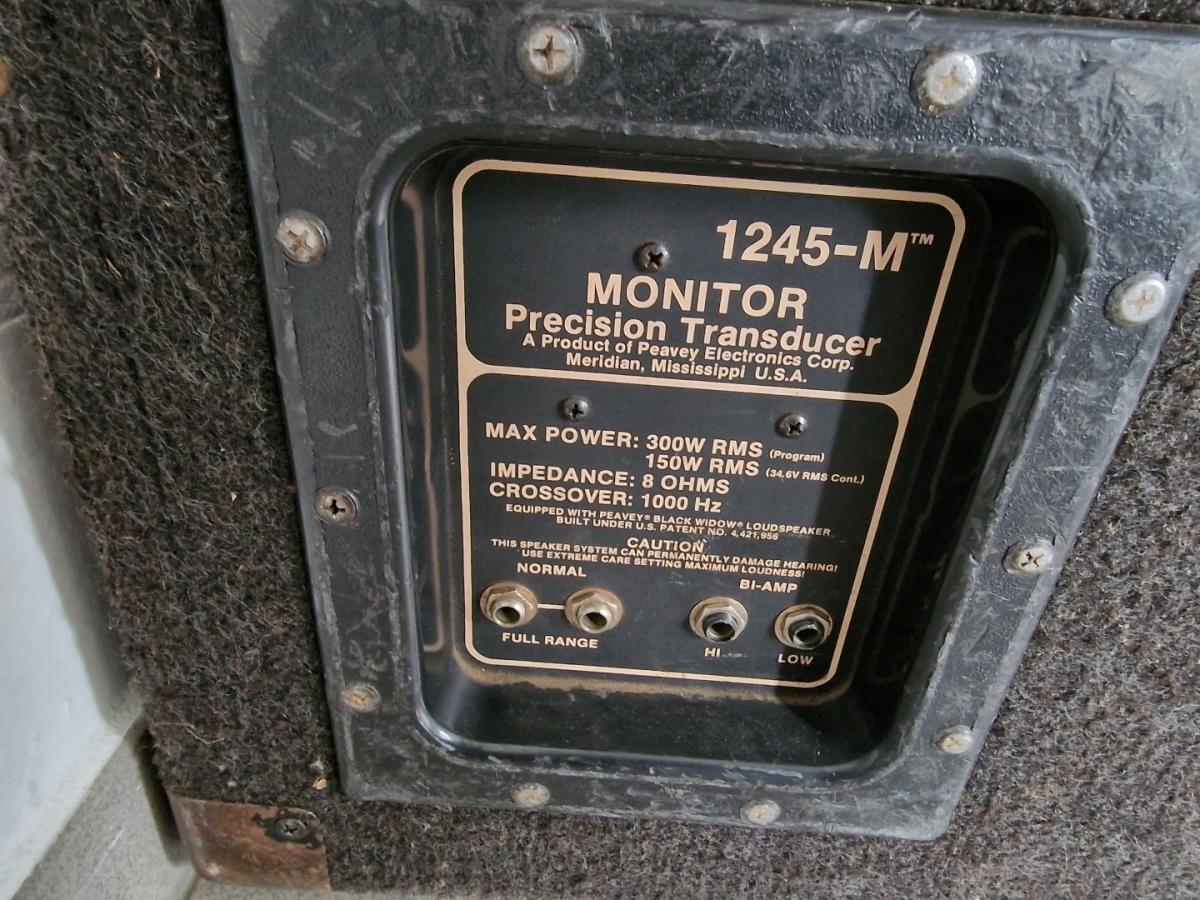 1245-M™
MONITOR
Precision Transducer
A Product of Peavey Electronics Corp.
Meridian, Mississippi U.S.A.
MAX POWER: 300W RMS (Program)
150W RMS (34.6V RMS Cont.)
IMPEDANCE: 8 OHMS
CROSSOVER: 1000 Hz
EQUIPPED WITH PEAVEY® BLACK WIDOW® LOUDSPEAKER
BUILT UNDER U.S. PATENT NO. 4,421,956
CAUTION
THIS SPEAKER SYSTEM CAN PERMANENTLY DAMAGE HEARING!
USE EXTREME CARE SETTING MAXIMUM LOUDNESS!
NORMAL BI-AMP
FULL RANGE HI LOW